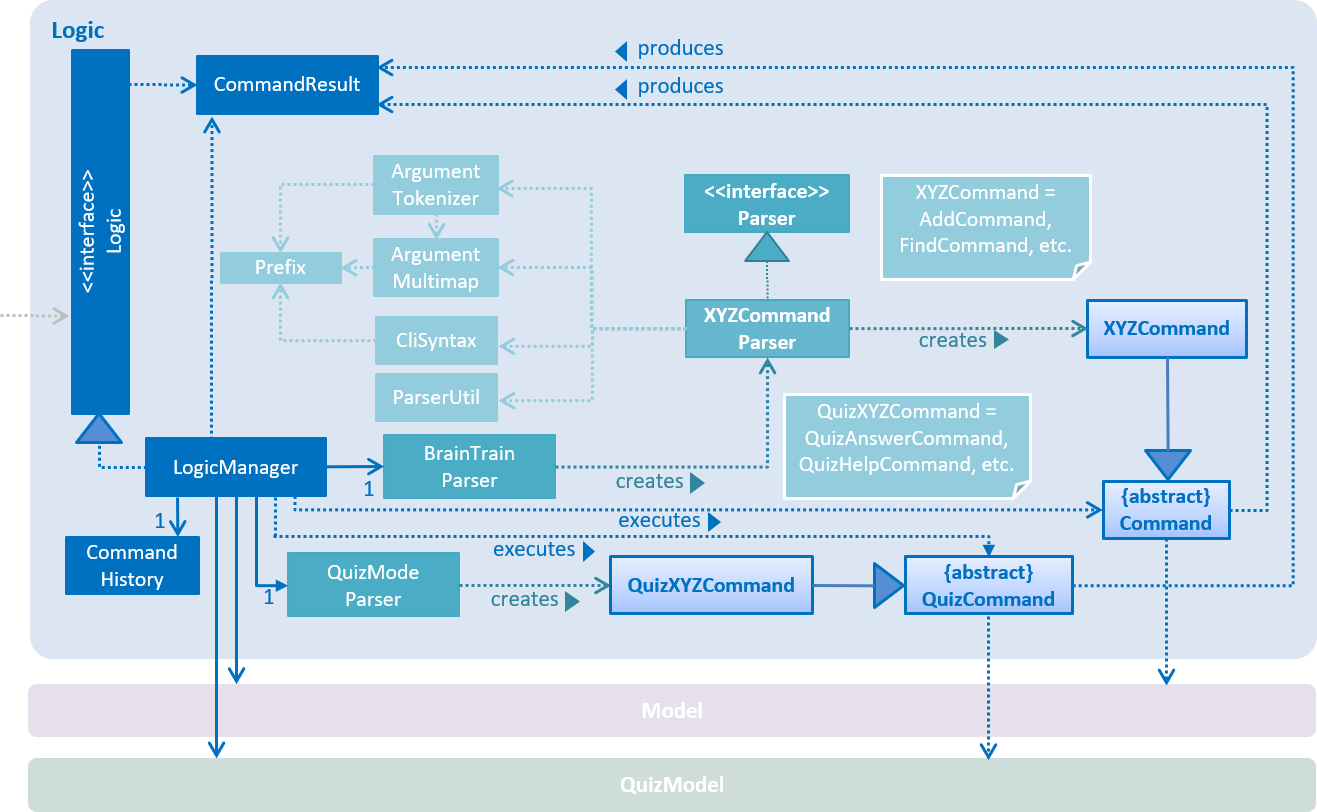 Logic
<<interface>>
Logic
CommandResult
produces
produces
Argument
Tokenizer
Argument
Multimap
Prefix
CliSyntax
ParserUtil
<<interface>>
Parser
XYZCommand =
AddCommand,
FindCommand, etc.
XYZCommand
Parser
creates
XYZCommand
QuizXYZCommand =
QuizAnswerCommand,
QuizHelpCommand, etc.
LogicManager
1
BrainTrain
Parser
creates
executes
{abstract}
Command
1
Command
History
executes
1
QuizMode
Parser
creates
QuizXYZCommand
{abstract}
QuizCommand
Model
QuizModel